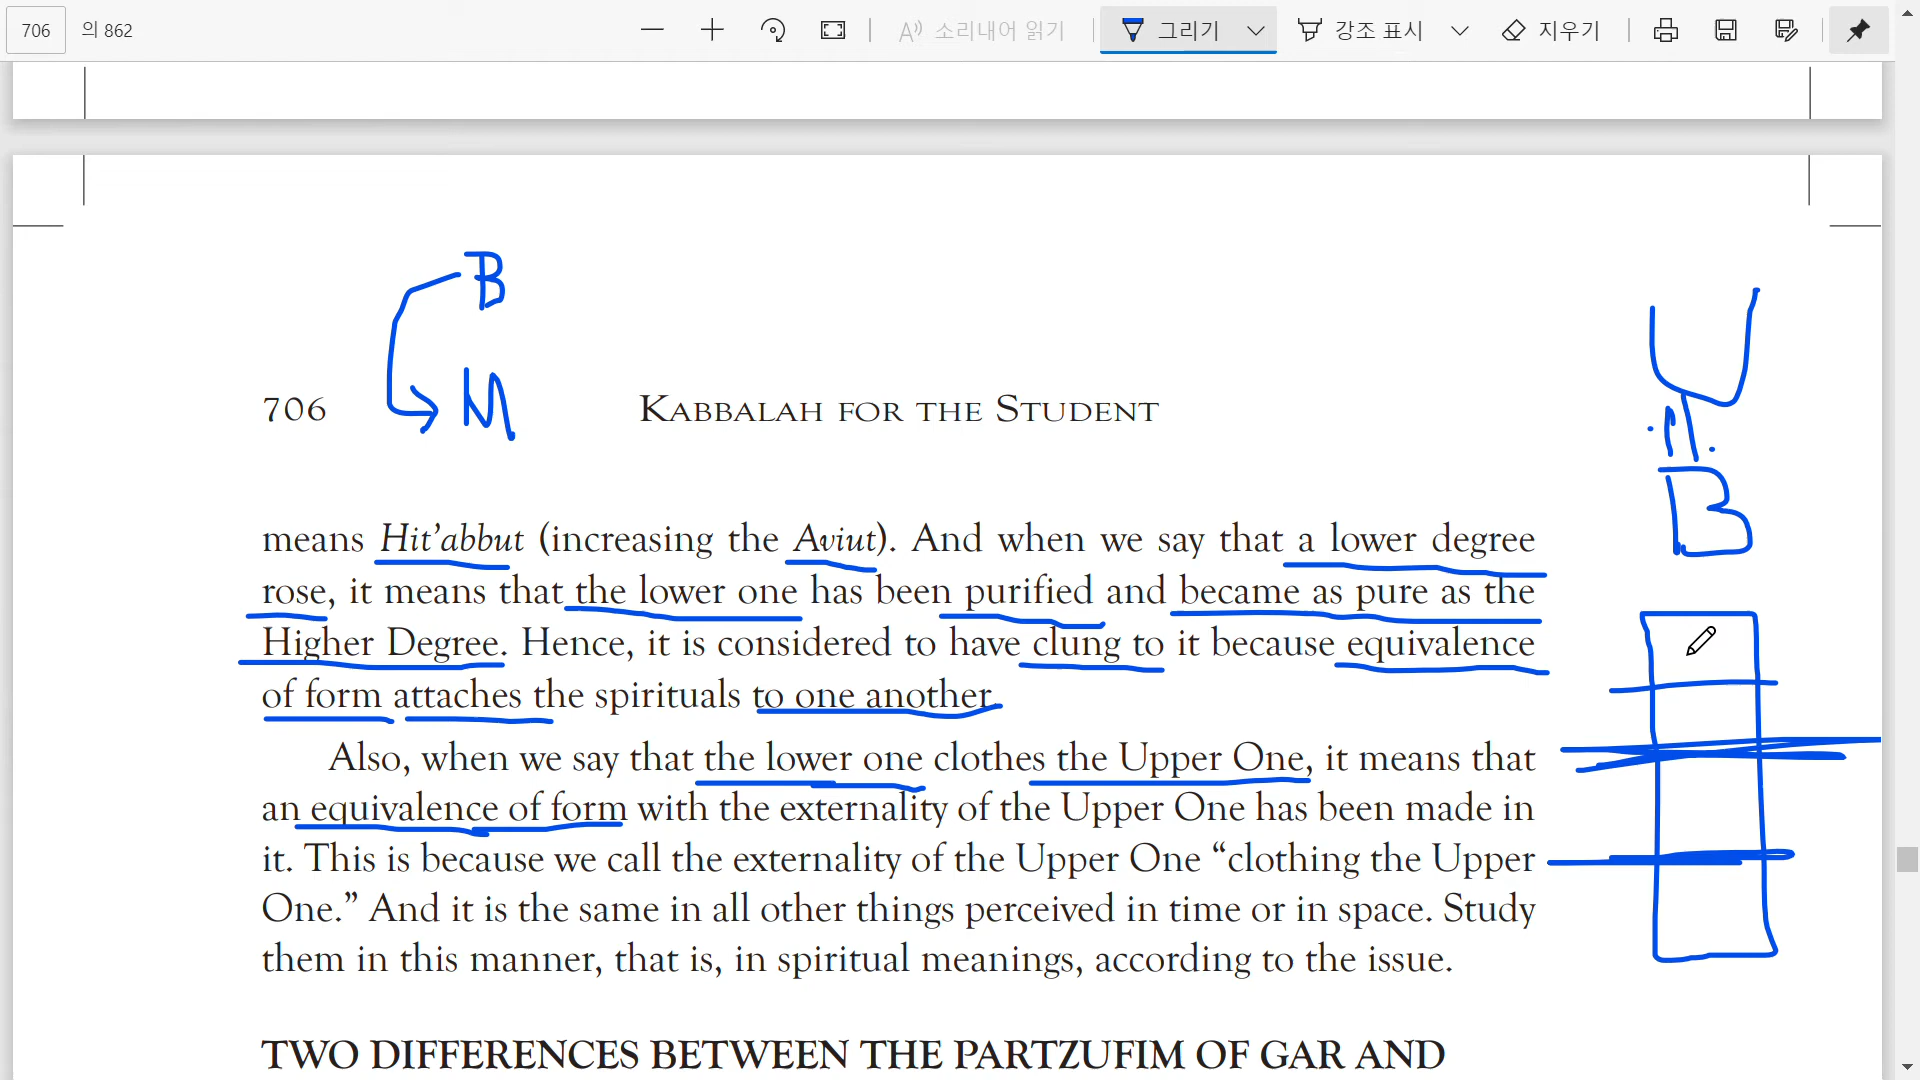 706 의 862 소리내어 읽기 그리기 강조 표시 지우기
B
M
706 KABBALAH FOR THE STUDENT
B
means Hit’abbut (increasing the Aviut). And when we say that a lower degree
rose, it means that the lower one has been purified and became as pure as the
Higher Degree. Hence, it is considered to have clung to it because equivalence
of form attaches the spirituals to one another.
Also, when we say that the lower one clothes the Upper One, it means that
an equivalence of form with the externality of the Upper One has been made in
it. This is because we call the externality of the Upper One “clothing the Upper
One.” And it is the same in all other things perceived in time or in space. Study
them in this manner, that is, in spiritual meanings, according to the issue.
TWO DIFFERENCES BETWEEN THE PARTZUFIM OF GAR AND